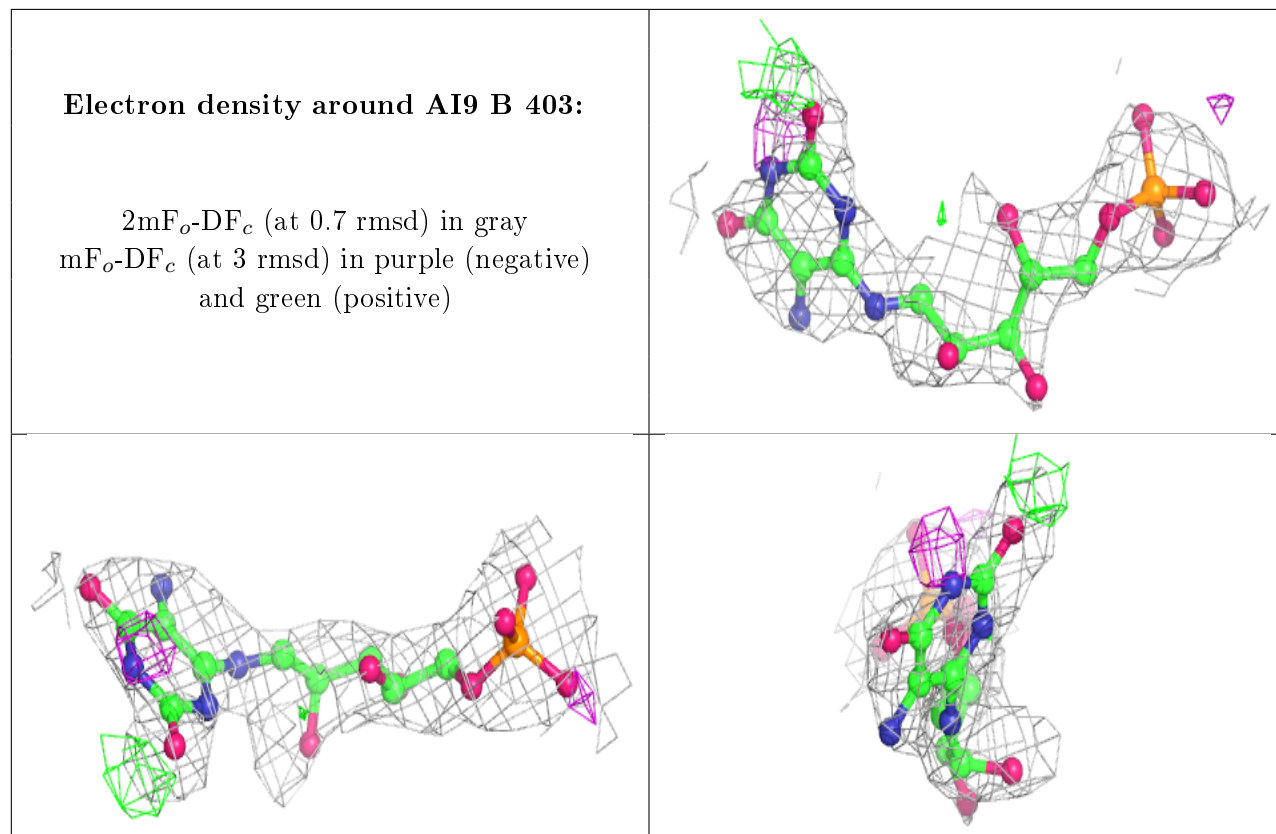 Electron density around AI9 B 403:
2mFo-DFc (at 0.7 rmsd) in gray
mFo-DFc (at 3 rmsd) in purple (negative)
and green (positive)